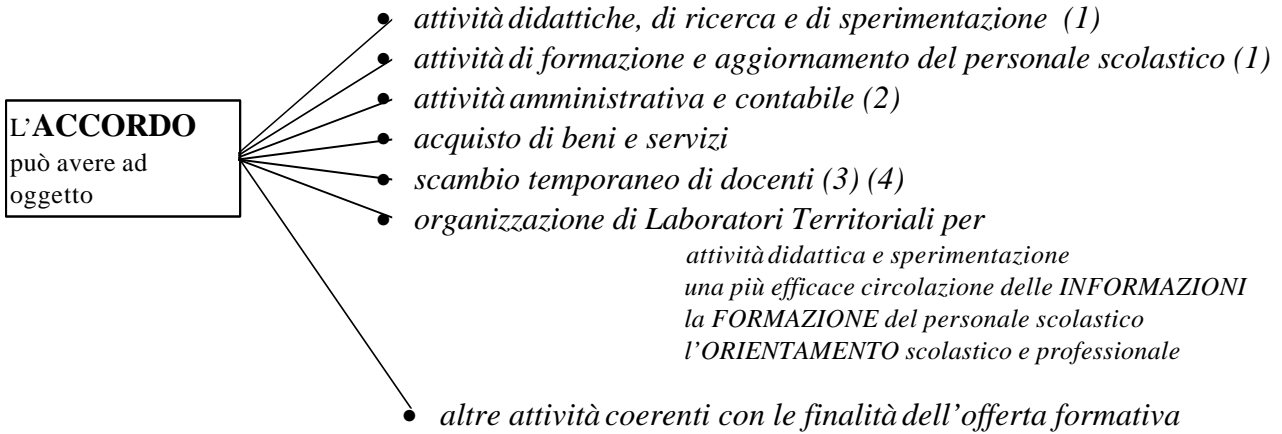 L'ACCORDO
può avere ad
oggetto
• attività didattiche, di ricerca e di sperimentazione (1)
• attività di formazione e aggiornamento del personale scolastico (1)
• attività amministrativa e contabile (2)
• acquisto di beni e servizi
• scambio temporaneo di docenti (3) (4)
• organizzazione di Laboratori Territoriali per
attività didattica e sperimentazione
una più efficace circolazione delle INFORMAZIONI
la FORMAZIONE del personale scolastico
l'ORIENTAMENTO scolastico e professionale
• altre attività coerenti con le finalità dell'offerta formativa